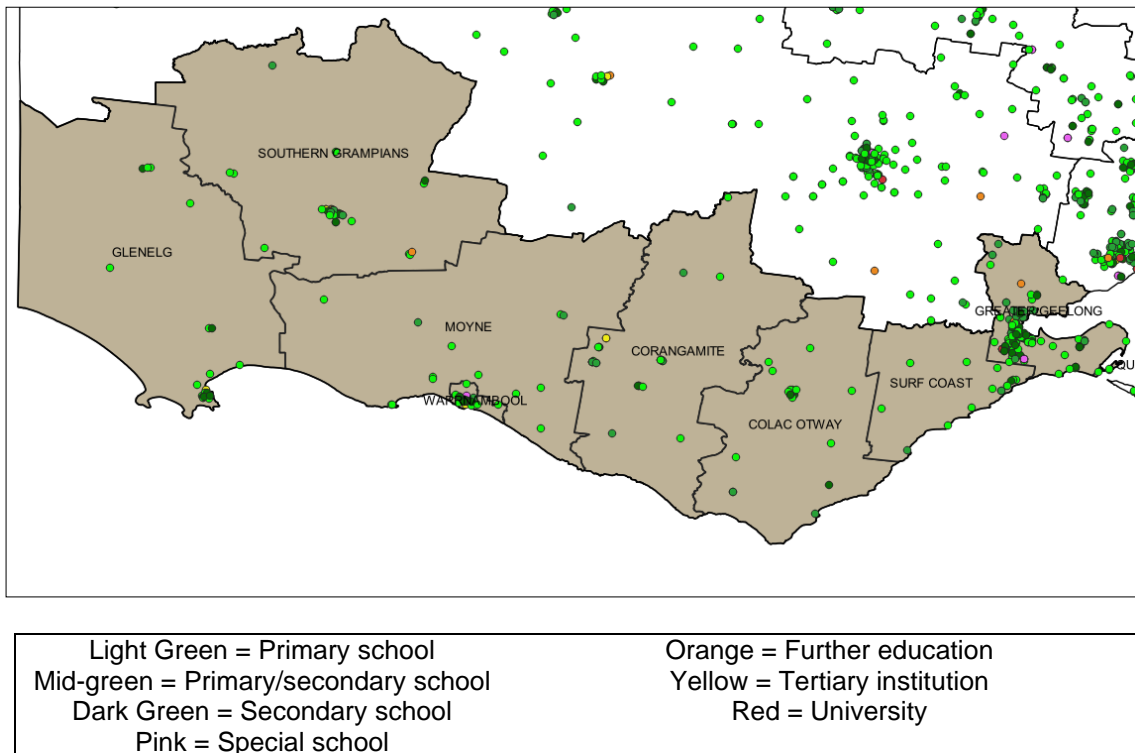 SOUTHERN GRAMPIANS
GLENELG
GREATER GEELONG
MOYNE
CORANGAMITE
QU
SURF COAST
WARRNAMBOOL
COLAC OTWAY
Light Green = Primary school
Mid-green = Primary/secondary school
Dark Green = Secondary school
Pink = Special school
Orange = Further education
Yellow = Tertiary institution
Red = University